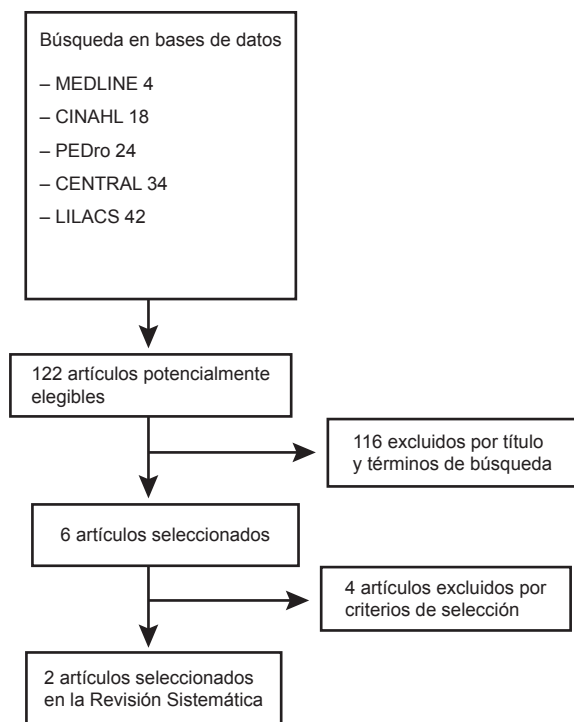 Búsqueda en bases de datos
– MEDLINE 4
– CINAHL 18
– PEDro 24
– CENTRAL 34
– LILACS 42
122 artículos potencialmente
elegibles
116 excluidos por título
y términos de búsqueda
6 artículos seleccionados
4 artículos excluidos por
criterios de selección
2 artículos seleccionados
en la Revisión Sistemática